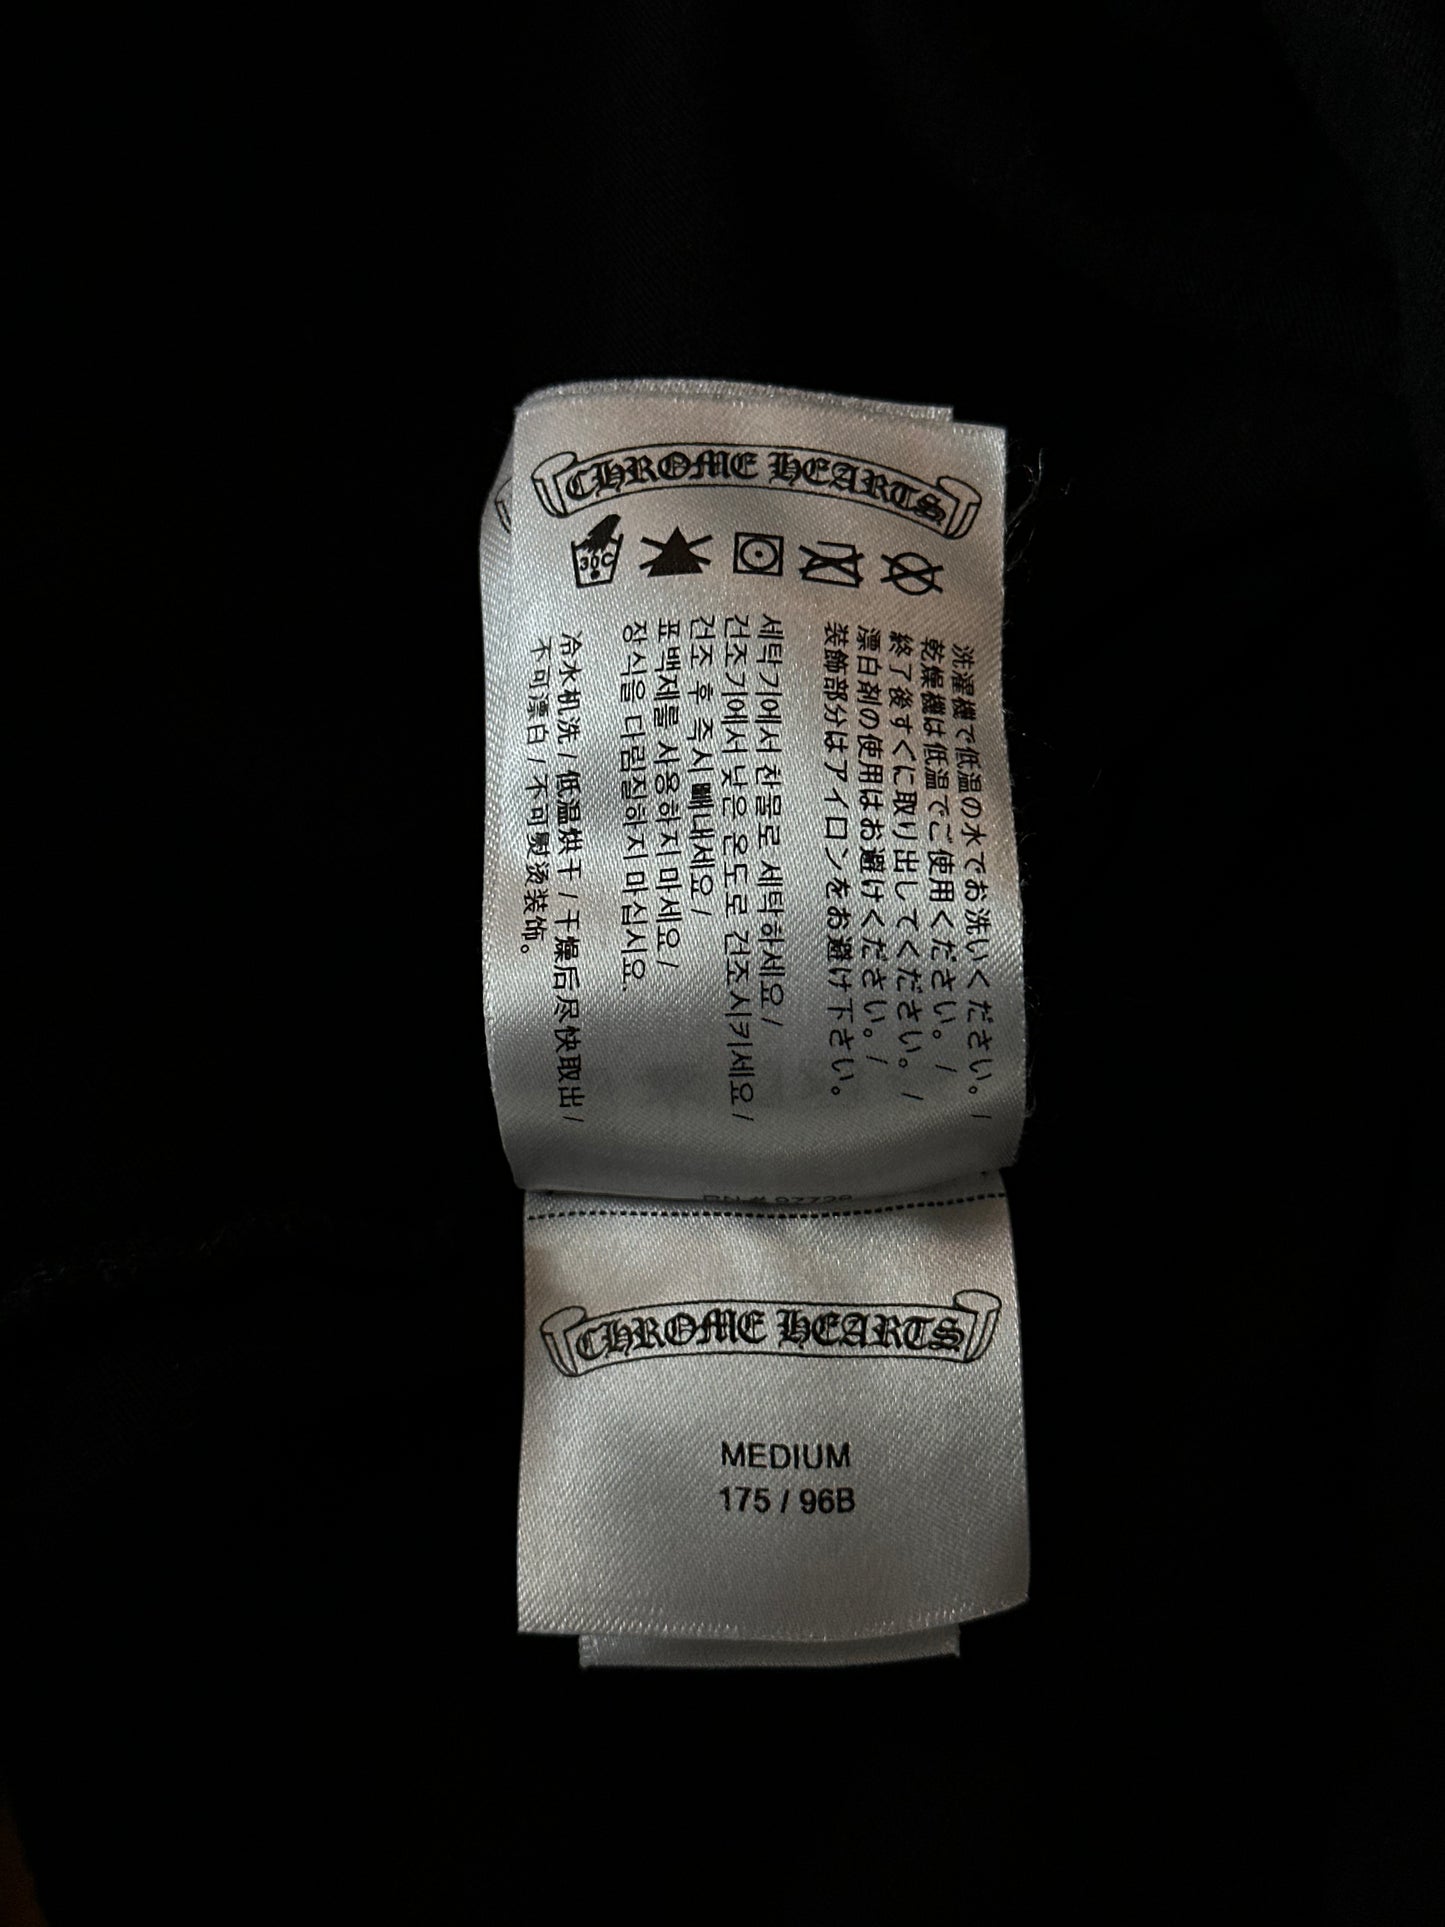 CHROME HEARTS
30C
洗濯機で低温の水でお洗いください。/
乾燥機は低温でご使用ください。/
終了後すぐに取り出してください。/
漂白剤の使用はお避けください。/
装飾部分はアイロンをお避け下さい。
세탁기에서 찬물로 세탁하세요/
건조기에서 낮은 온도로 건조시키세요/
건조 후 즉시 빼내세요/
표백제를 사용하지 마세요/
장식을 다림질하지 마십시요.
冷水机洗/低温烘干/干燥后尽快取出/
不可漂白/不可熨烫装饰。
RN# 97728
CHROME HEARTS
MEDIUM
175 / 96B